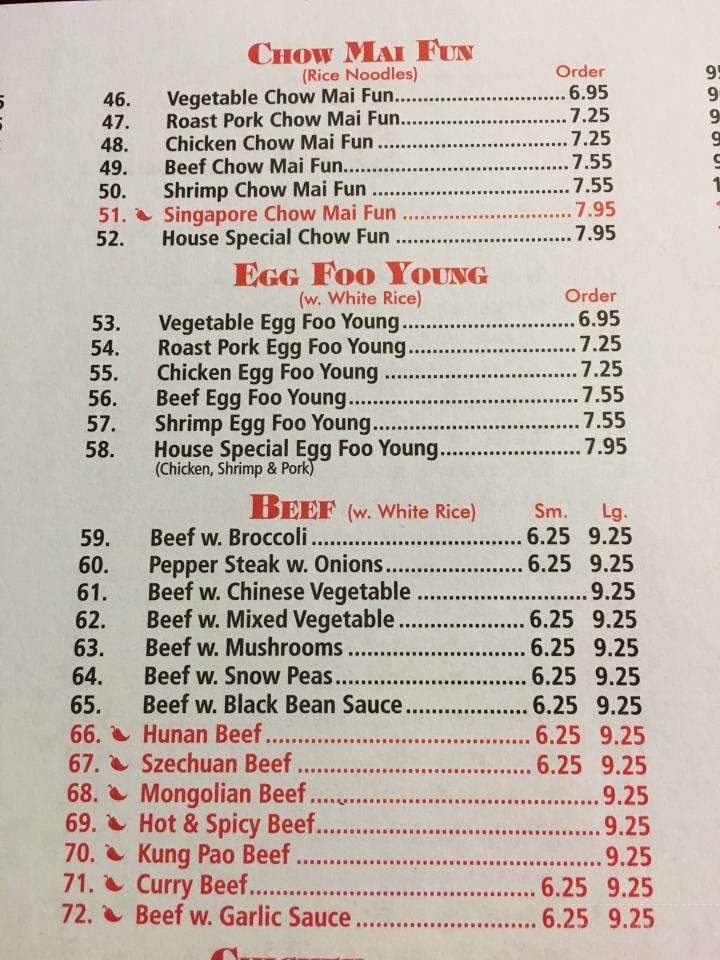 CHOW MAI FUN
(Rice Noodles) Order
46. Vegetable Chow Mai Fun............................6.95
47. Roast Pork Chow Mai Fun............................7.25
48. Chicken Chow Mai Fun ................................7.25
49. Beef Chow Mai Fun......................................7.55
50. Shrimp Chow Mai Fun .................................7.55
51. Singapore Chow Mai Fun ............................7.95
52. House Special Chow Fun .............................7.95
EGG FOO YOUNG
(w. White Rice) Order
53. Vegetable Egg Foo Young.............................6.95
54. Roast Pork Egg Foo Young............................7.25
55. Chicken Egg Foo Young ................................7.25
56. Beef Egg Foo Young......................................7.55
57. Shrimp Egg Foo Young..................................7.55
58. House Special Egg Foo Young.......................7.95
(Chicken, Shrimp & Pork)
BEEF (w. White Rice) Sm. Lg.
59. Beef w. Broccoli ................................... 6.25 9.25
60. Pepper Steak w. Onions....................... 6.25 9.25
61. Beef w. Chinese Vegetable ............................9.25
62. Beef w. Mixed Vegetable ..................... 6.25 9.25
63. Beef w. Mushrooms ............................. 6.25 9.25
64. Beef w. Snow Peas................................ 6.25 9.25
65. Beef w. Black Bean Sauce.................... 6.25 9.25
66. Hunan Beef............................................ 6.25 9.25
67. Szechuan Beef ...................................... 6.25 9.25
68. Mongolian Beef ................................................9.25
69. Hot & Spicy Beef...............................................9.25
70. Kung Pao Beef ...................................................9.25
71. Curry Beef............................................... 6.25 9.25
72. Beef w. Garlic Sauce .............................. 6.25 9.25